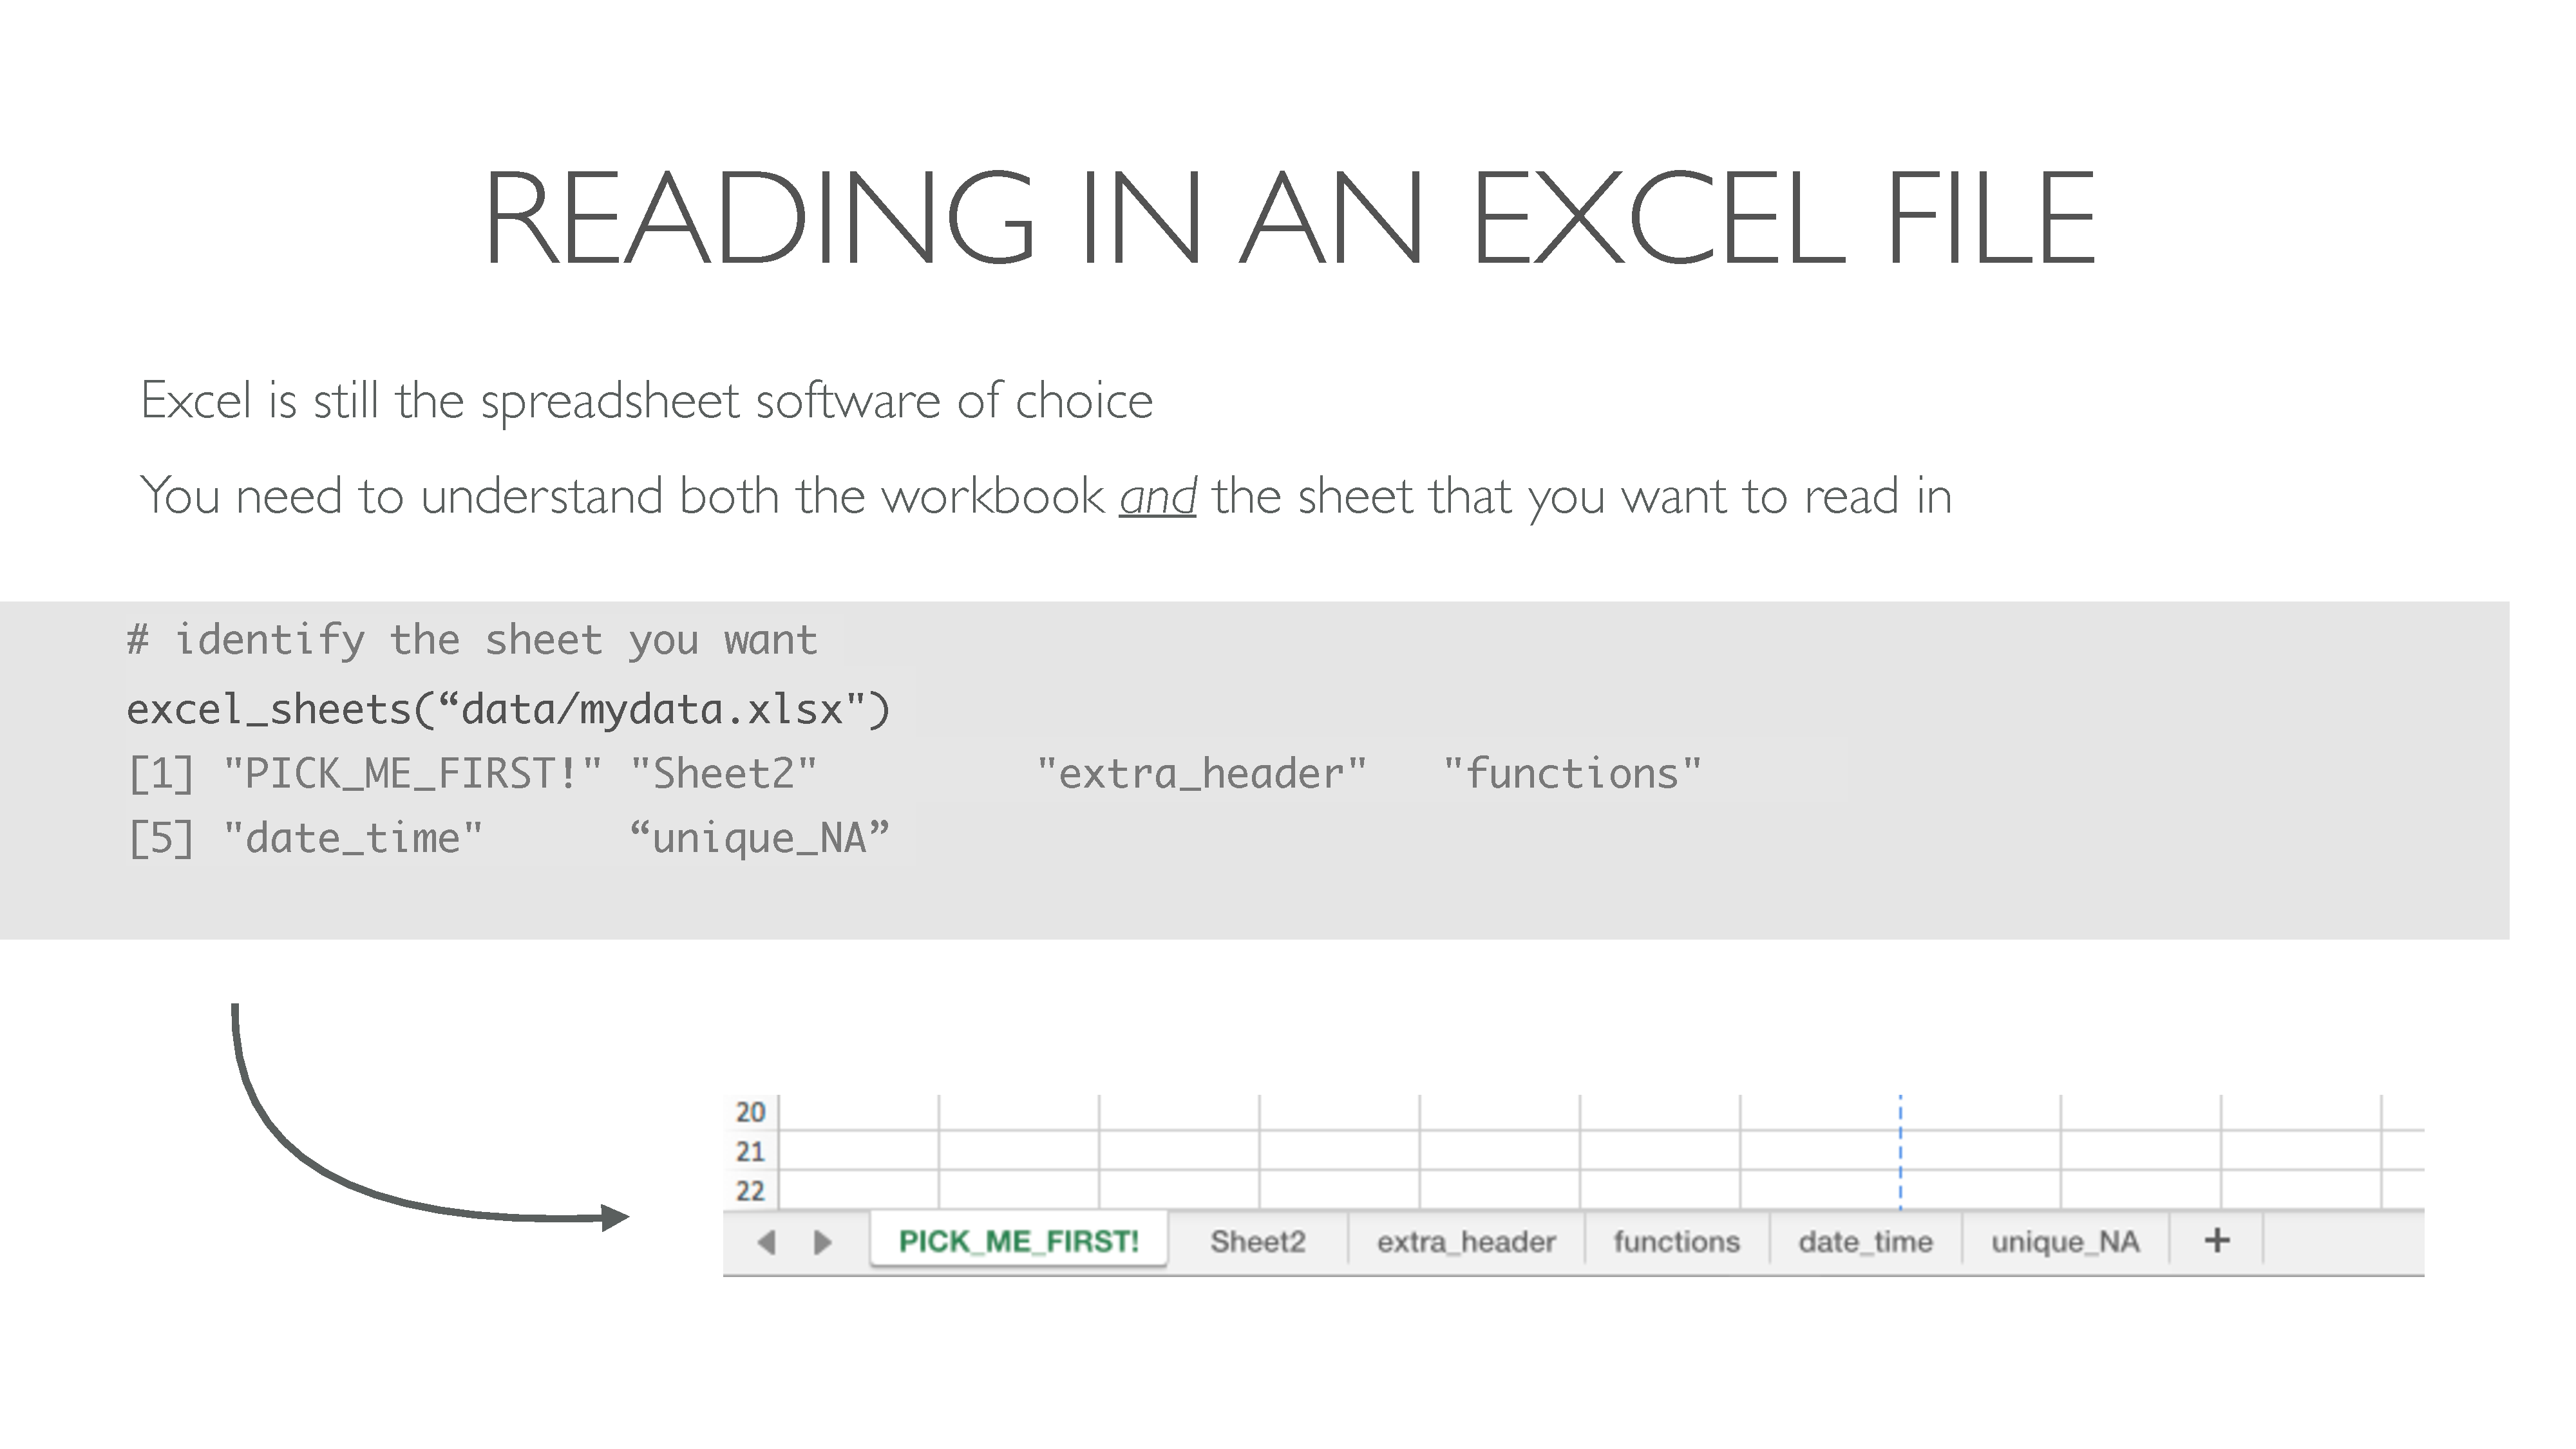 READING IN AN EXCEL FILE
Excel is still the spreadsheet software of choice
You need to understand both the workbook and the sheet that you want to read in
# identify the sheet you want
excel_sheets(“data/mydata.xlsx")
[1] "PICK_ME_FIRST!" "Sheet2" "extra_header" "functions"
[5] "date_time" “unique_NA”
20
21
22
PICK_ME_FIRST! Sheet2 extra_header functions date_time unique_NA +